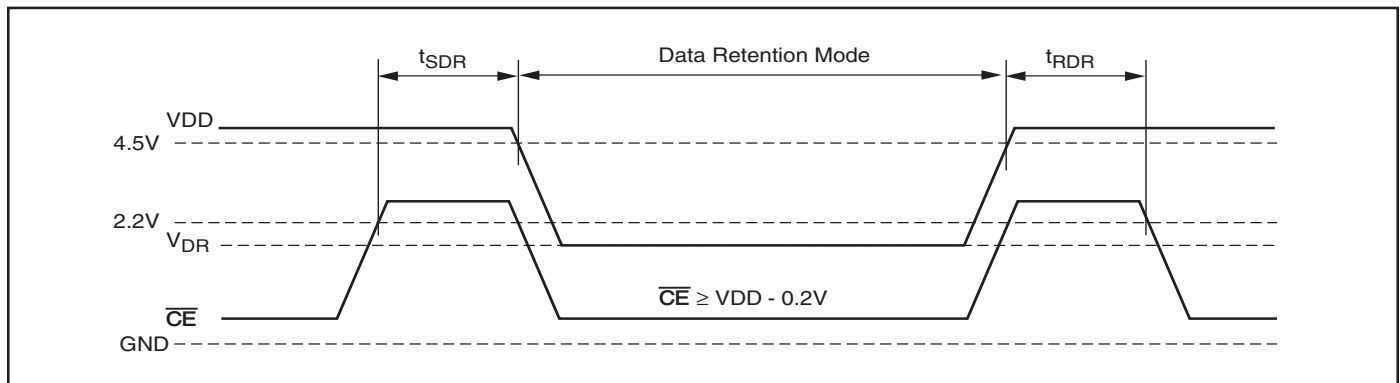 tSDR Data Retention Mode tRDR
VDD
4.5V
2.2V
VDR
CE ≥ VDD - 0.2V
CE
GND